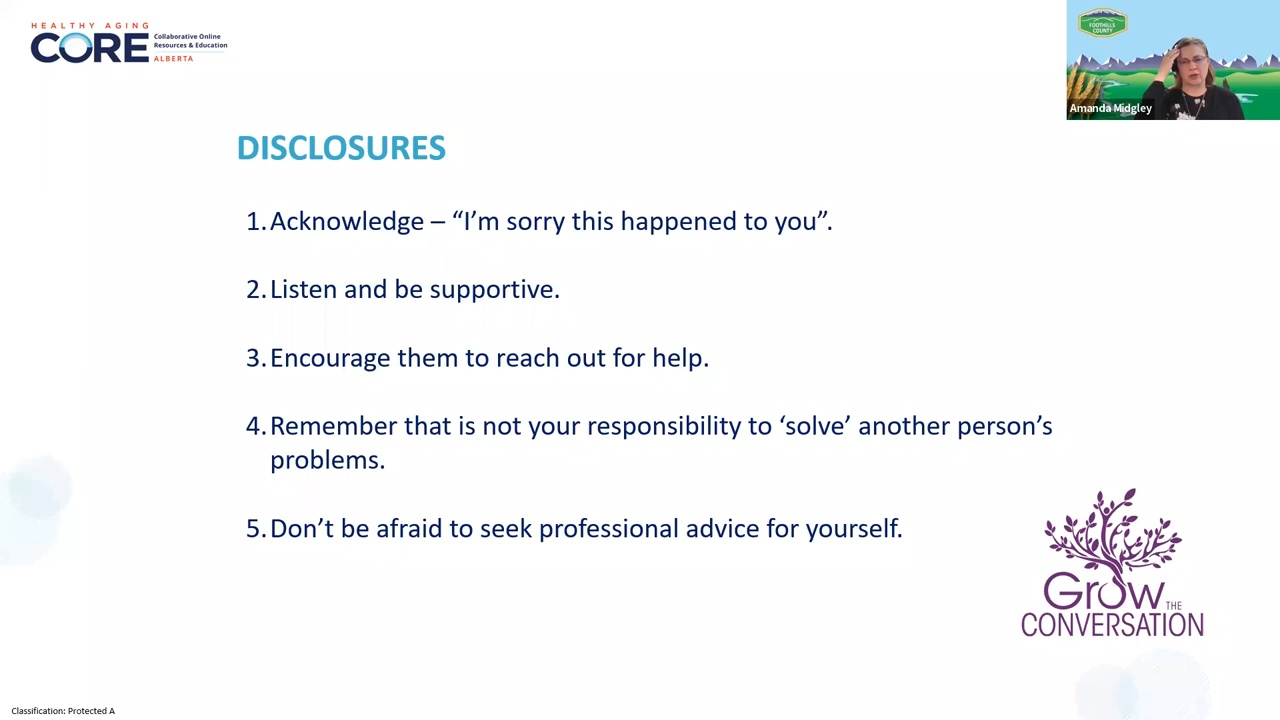 HEALTHY AGING
CORE
Collaborative Online
Resources & Education
ALBERTA
FOOTHILLS
COUNTY
Amanda Midgley
DISCLOSURES
1. Acknowledge – “I’m sorry this happened to you”.
2. Listen and be supportive.
3. Encourage them to reach out for help.
4. Remember that is not your responsibility to ‘solve’ another person’s
problems.
5. Don’t be afraid to seek professional advice for yourself.
Grow THE
CONVERSATION
Classification: Protected A